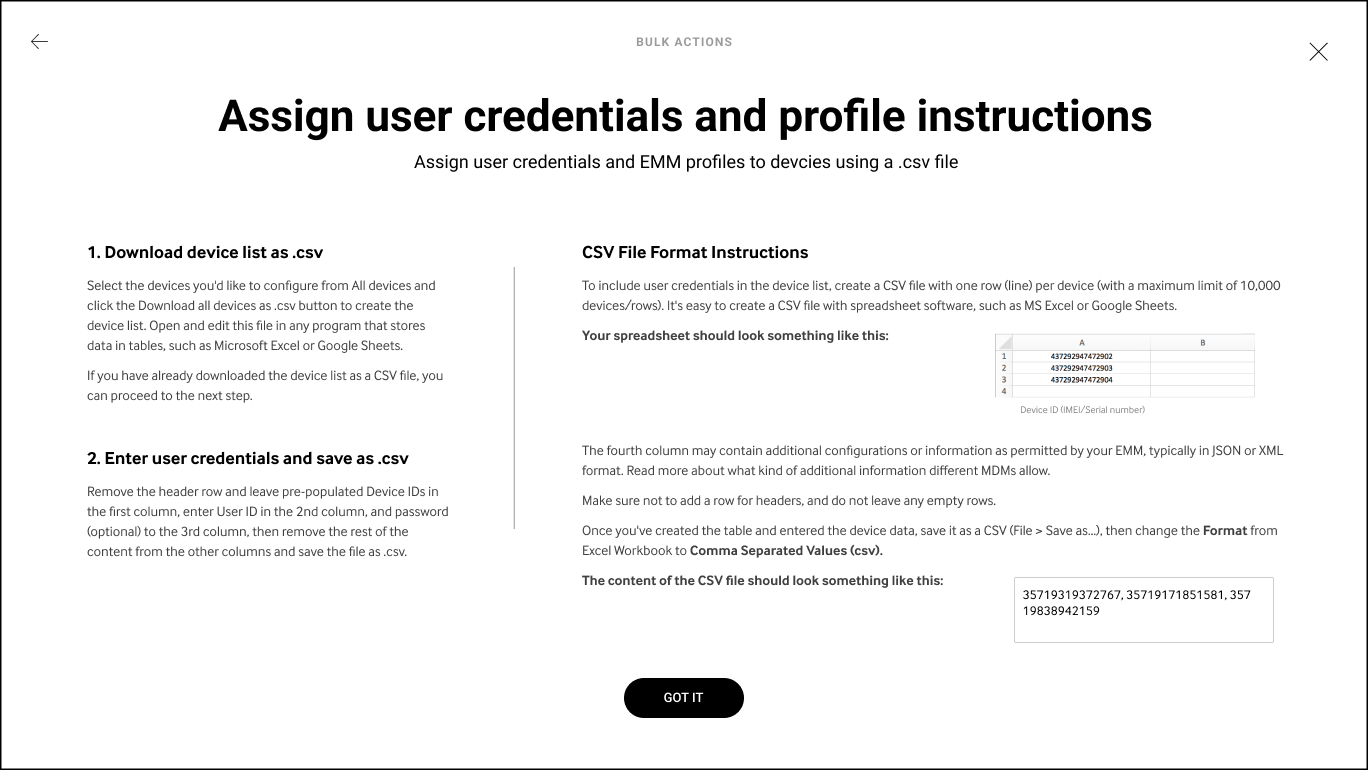 BULK ACTIONS
Assign user credentials and profile instructions
Assign user credentials and EMM profiles to devcies using a .csv file
1. Download device list as .csv
Select the devices you'd like to configure from All devices and
click the Download all devices as .csv button to create the
device list. Open and edit this file in any program that stores
data in tables, such as Microsoft Excel or Google Sheets.
If you have already downloaded the device list as a CSV file, you
can proceed to the next step.
2. Enter user credentials and save as .csv
Remove the header row and leave pre-populated Device IDs in
the first column, enter User ID in the 2nd column, and password
(optional) to the 3rd column, then remove the rest of the
content from the other columns and save the file as .csv.
CSV File Format Instructions
To include user credentials in the device list, create a CSV file with one row (line) per device (with a maximum limit of 10,000
devices/rows). It's easy to create a CSV file with spreadsheet software, such as MS Excel or Google Sheets.
Your spreadsheet should look something like this:
A B
1 437292947472902
2 437292947472903
3 437292947472904
4
Device ID (IMEI/Serial number)
The fourth column may contain additional configurations or information as permitted by your EMM, typically in JSON or XML
format. Read more about what kind of additional information different MDMs allow.
Make sure not to add a row for headers, and do not leave any empty rows.
Once you've created the table and entered the device data, save it as a CSV (File > Save as...), then change the Format from
Excel Workbook to Comma Separated Values (csv).
The content of the CSV file should look something like this:
35719319372767, 35719171851581, 357
19838942159
GOT IT